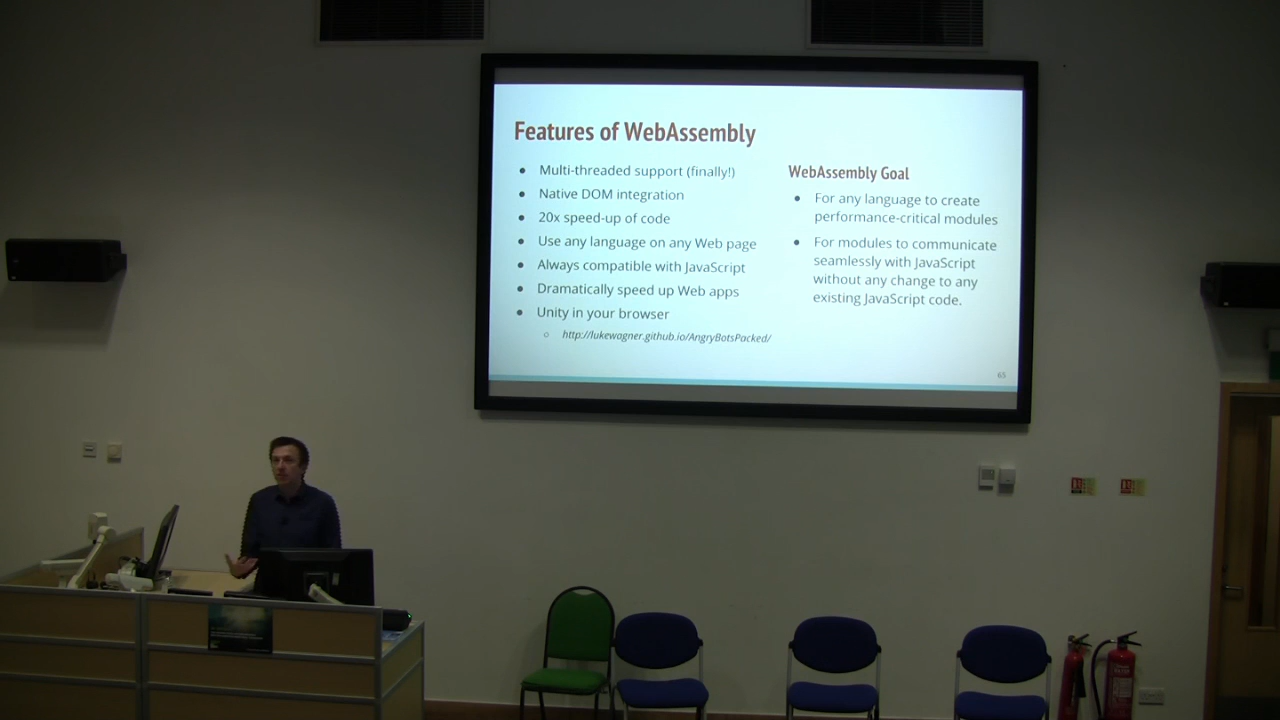 Features of WebAssembly
Multi-threaded support (finally!)
Native DOM integration
20x speed-up of code
Use any language on any Web page
Always compatible with JavaScript
Dramatically speed up Web apps
Unity in your browser
http://lukewagner.github.io/AngryBotsPacked/
WebAssembly Goal
For any language to create
performance-critical modules
For modules to communicate
seamlessly with JavaScript
without any change to any
existing JavaScript code.
65